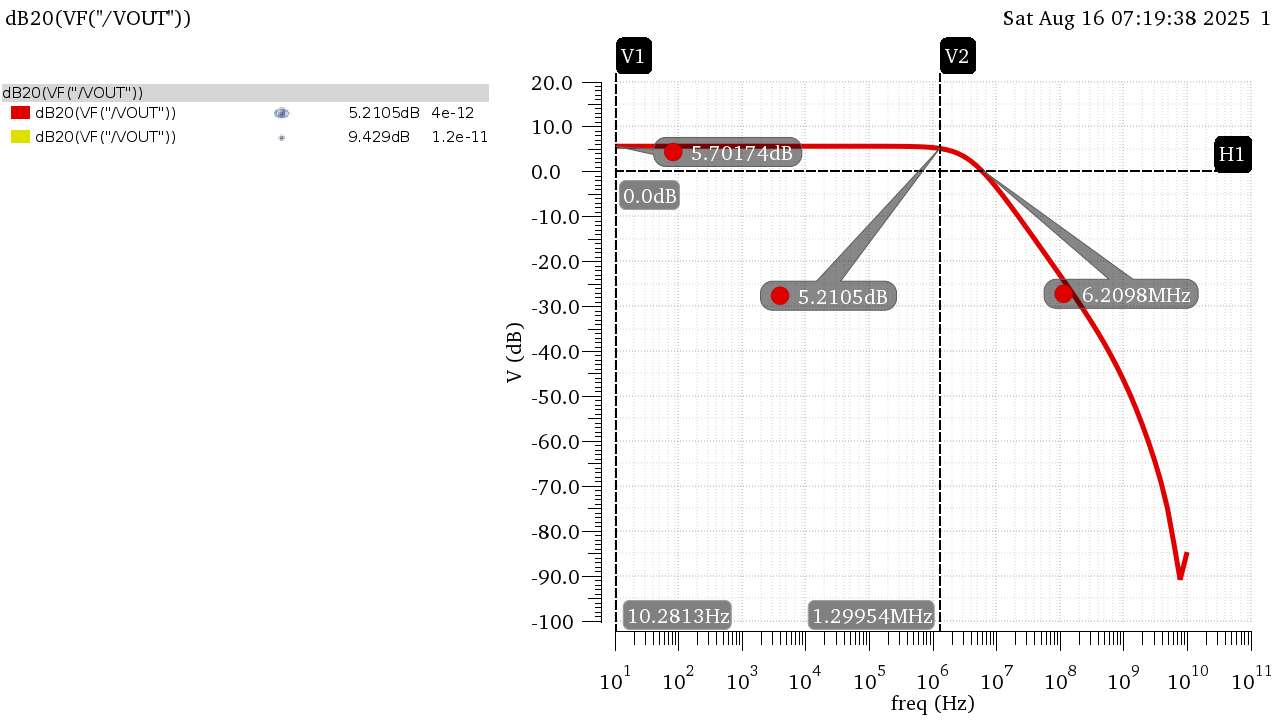 dB20(VF("/VOUT"))
Sat Aug 16 07:19:38 2025 1
dB20(VF("/VOUT"))
dB20(VF("/VOUT")) 5.2105dB 4e-12
dB20(VF("/VOUT")) 9.429dB 1.2e-11
V1
V2
H1
20.0
10.0
0.0
-10.0
-20.0
-30.0
-40.0
-50.0
-60.0
-70.0
-80.0
-90.0
-100
V (dB)
5.70174dB
0.0dB
5.2105dB
6.2098MHz
10.2813Hz
1.29954MHz
10^1 10^2 10^3 10^4 10^5 10^6 10^7 10^8 10^9 10^10 10^11
freq (Hz)